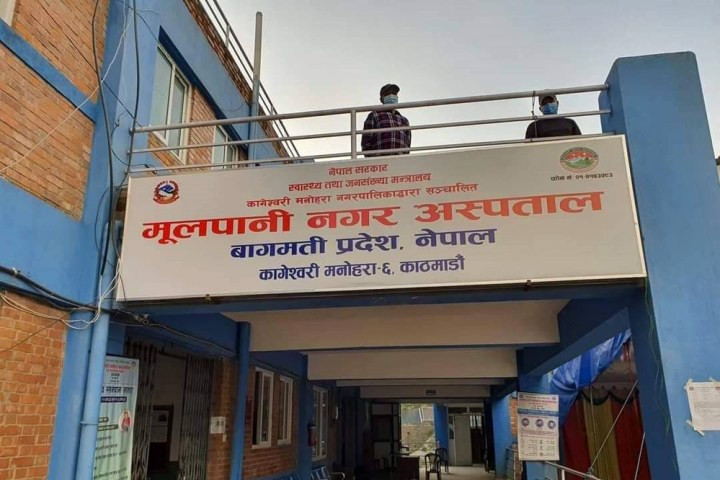 नेपाल सरकार
स्वास्थ्य तथा जनसंख्या मन्त्रालय
कागेश्वरी मनोहरा नगरपालिकाद्वारा सञ्चालित
मूलपानी नगर अस्पताल
बागमती प्रदेश, नेपाल
कागेश्वरी मनोहरा-६, काठमाडौं
फोन नं